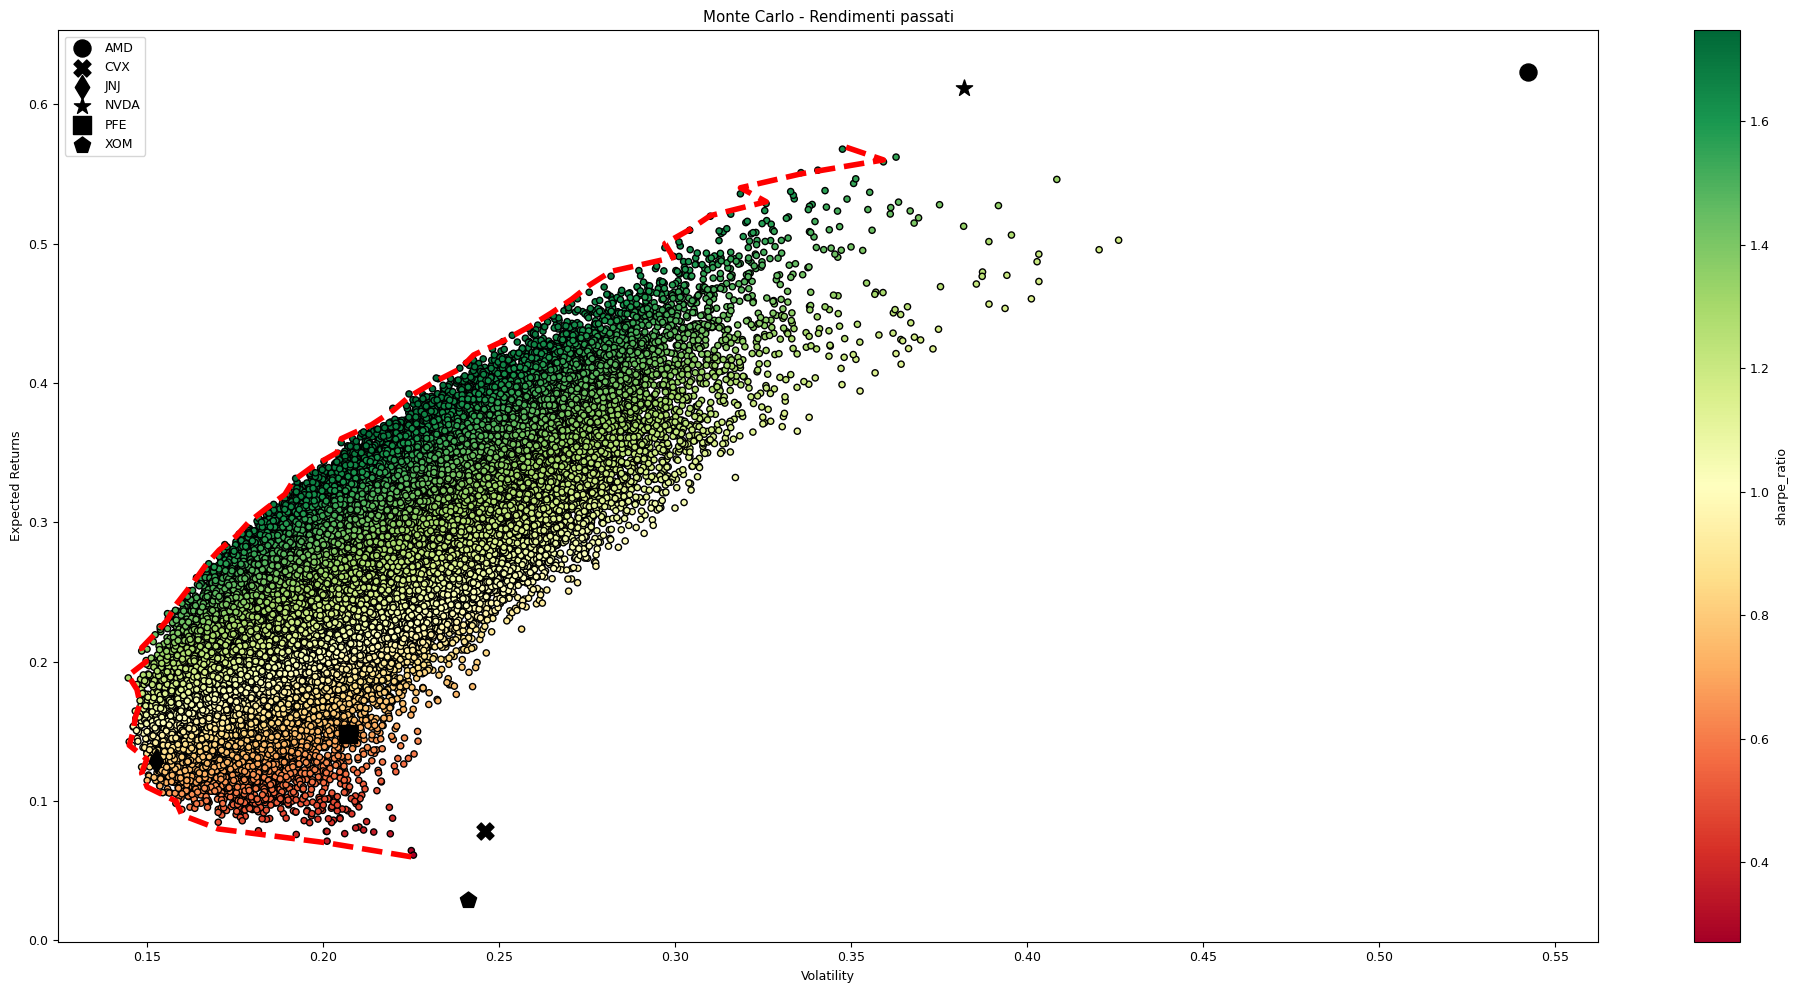 Monte Carlo - Rendimenti passati
AMD
CVX
JNJ
NVDA
PFE
XOM
Expected Returns
0.6
0.5
0.4
0.3
0.2
0.1
0.0
0.15
0.20
0.25
0.30
0.35
0.40
0.45
0.50
0.55
Volatility
1.6
1.4
1.2
1.0
0.8
0.6
0.4
sharpe_ratio